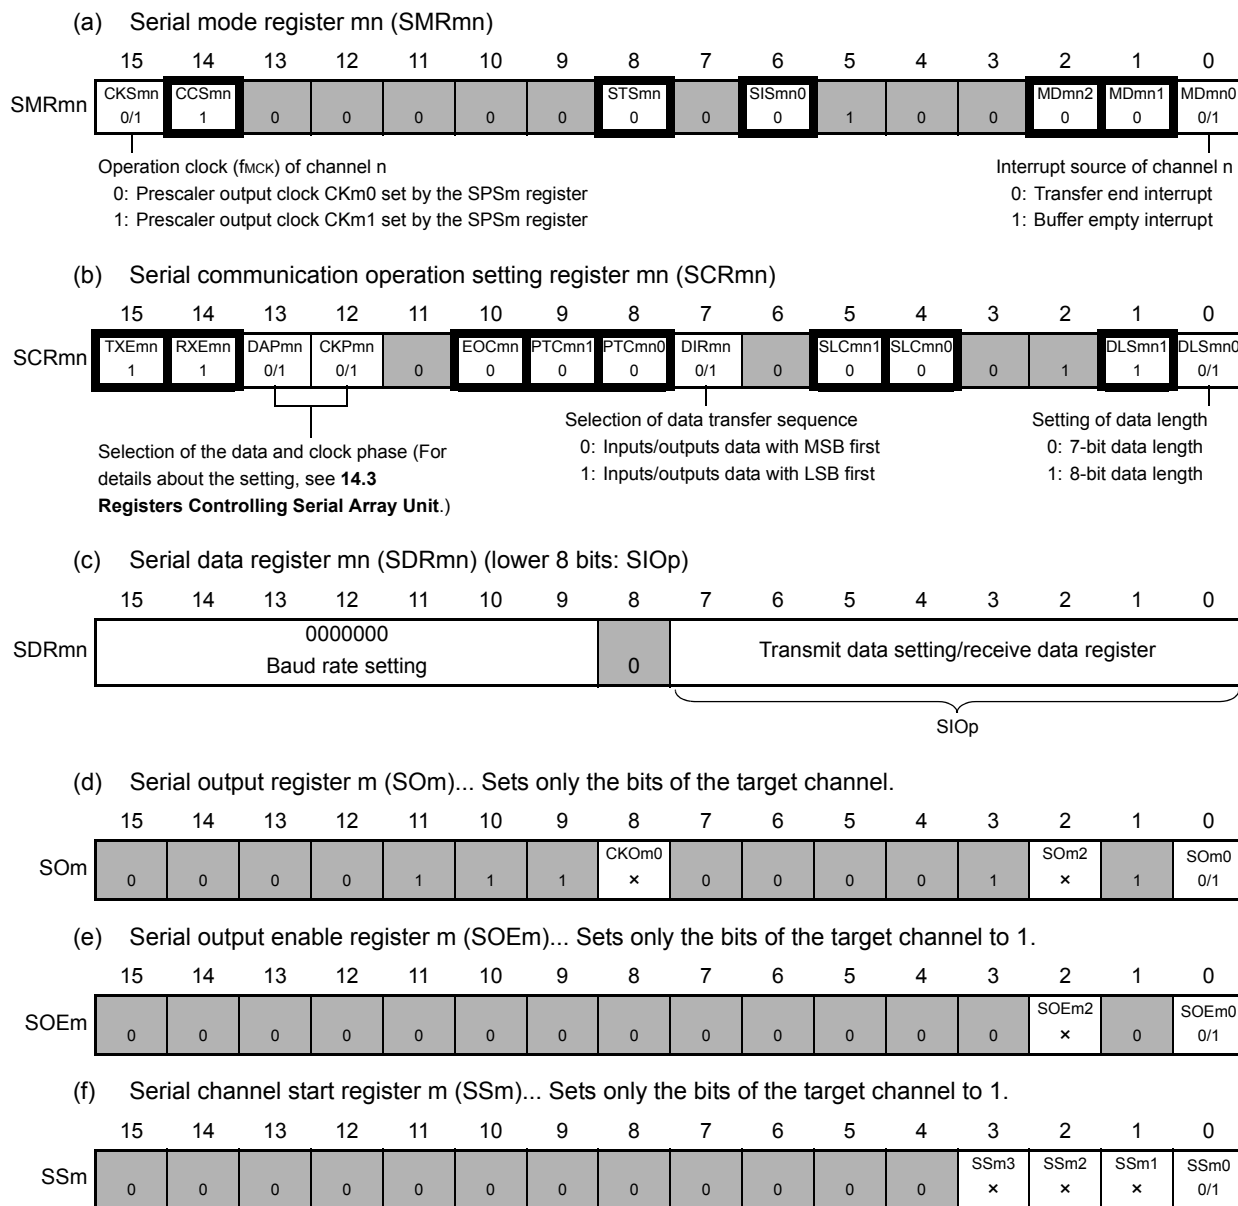 (a) Serial mode register mn (SMRmn)
15 14 13 12 11 10 9 8 7 6 5 4 3 2 1 0
SMRmn
CKSmn CCSmn STSmn SISmn0 MDmn2 MDmn1 MDmn0
0/1 1 0 0 0 0 0 0 0 0 1 0 0 0 0 0/1
Operation clock (fMCK) of channel n
0: Prescaler output clock CKm0 set by the SPSm register
1: Prescaler output clock CKm1 set by the SPSm register
Interrupt source of channel n
0: Transfer end interrupt
1: Buffer empty interrupt
(b) Serial communication operation setting register mn (SCRmn)
15 14 13 12 11 10 9 8 7 6 5 4 3 2 1 0
SCRmn
TXEmn RXEmn DAPmn CKPmn EOCmn PTCmn1 PTCmn0 DIRmn SLCmn1 SLCmn0 DLSmn1 DLSmn0
1 1 0/1 0/1 0 0 0 0 0/1 0 0 0 0 1 1 0/1
Selection of the data and clock phase (For
details about the setting, see 14.3
Registers Controlling Serial Array Unit.)
Selection of data transfer sequence
0: Inputs/outputs data with MSB first
1: Inputs/outputs data with LSB first
Setting of data length
0: 7-bit data length
1: 8-bit data length
(c) Serial data register mn (SDRmn) (lower 8 bits: SIOp)
15 14 13 12 11 10 9 8 7 6 5 4 3 2 1 0
SDRmn
0000000
Baud rate setting
0
Transmit data setting/receive data register
SIOp
(d) Serial output register m (SOm)... Sets only the bits of the target channel.
15 14 13 12 11 10 9 8 7 6 5 4 3 2 1 0
SOm
CKOm0 SOm2 SOm0
0 0 0 0 1 1 1 × 0 0 0 0 1 × 1 0/1
(e) Serial output enable register m (SOEm)... Sets only the bits of the target channel to 1.
15 14 13 12 11 10 9 8 7 6 5 4 3 2 1 0
SOEm
SOEm2 SOEm0
0 0 0 0 0 0 0 0 0 0 0 0 0 × 0 0/1
(f) Serial channel start register m (SSm)... Sets only the bits of the target channel to 1.
15 14 13 12 11 10 9 8 7 6 5 4 3 2 1 0
SSm
SSm3 SSm2 SSm1 SSm0
0 0 0 0 0 0 0 0 0 0 0 0 × × × 0/1